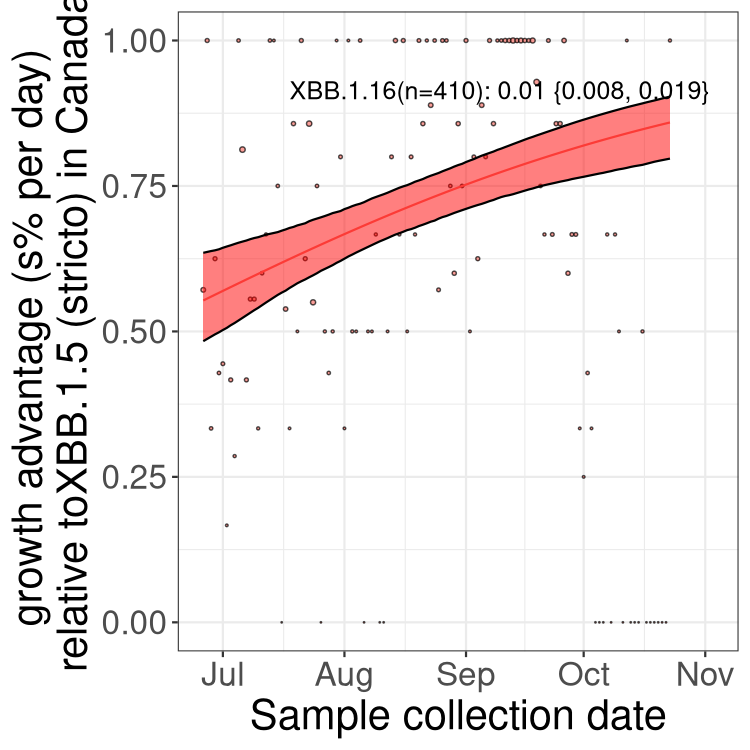 growth advantage (s% per day)
relative toXBB.1.5 (stricto) in Canada
1.00
0.75
0.50
0.25
0.00
XBB.1.16(n=410): 0.01 {0.008, 0.019}
Jul Aug Sep Oct Nov
Sample collection date